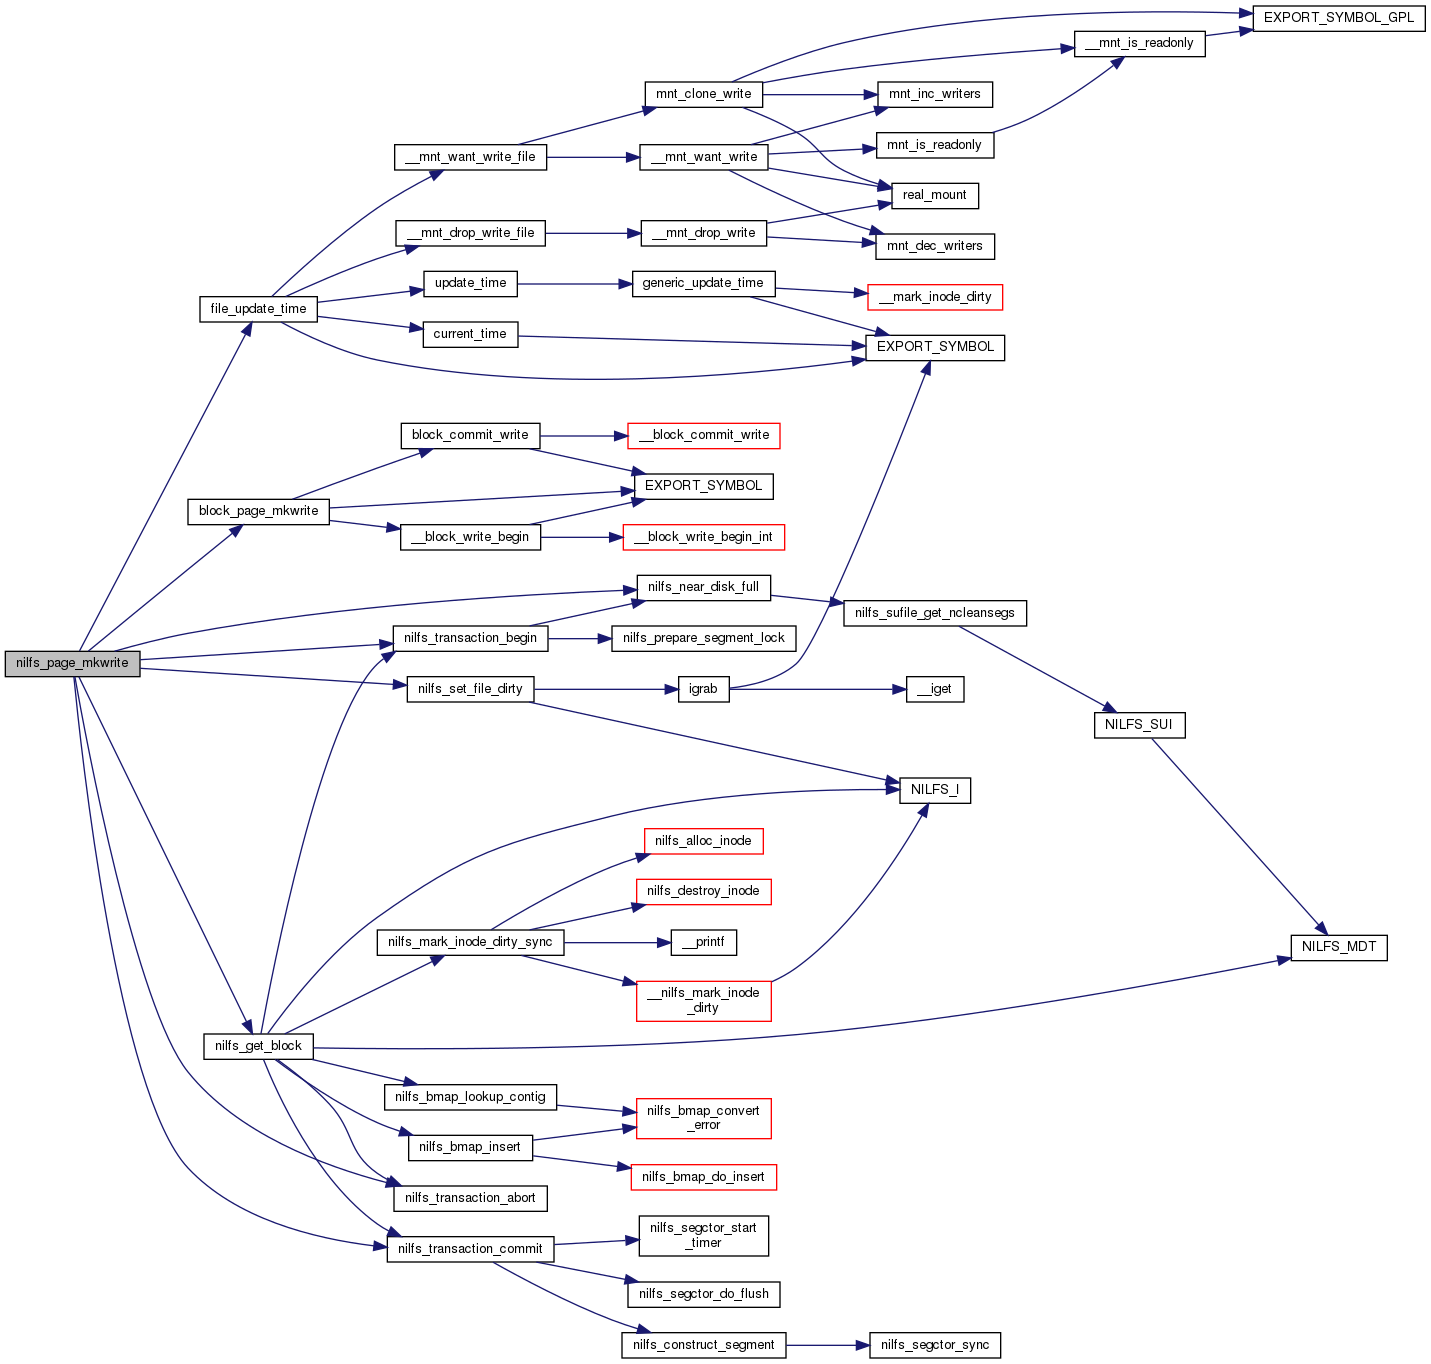 EXPORT_SYMBOL_GPL
__mnt_is_readonly
mnt_clone_write
mnt_inc_writers
mnt_is_readonly
__mnt_want_write_file
__mnt_want_write
real_mount
__mnt_drop_write_file
__mnt_drop_write
mnt_dec_writers
update_time
generic_update_time
__mark_inode_dirty
file_update_time
current_time
EXPORT_SYMBOL
block_commit_write
__block_commit_write
EXPORT_SYMBOL
block_page_mkwrite
__block_write_begin
__block_write_begin_int
nilfs_near_disk_full
nilfs_sufile_get_ncleansegs
nilfs_transaction_begin
nilfs_prepare_segment_lock
nilfs_page_mkwrite
nilfs_set_file_dirty
igrab
__iget
NILFS_SUI
NILFS_I
nilfs_alloc_inode
nilfs_destroy_inode
nilfs_mark_inode_dirty_sync
__printf
NILFS_MDT
__nilfs_mark_inode
_dirty
nilfs_get_block
nilfs_bmap_lookup_contig
nilfs_bmap_convert
_error
nilfs_bmap_insert
nilfs_bmap_do_insert
nilfs_transaction_abort
nilfs_segctor_start
_timer
nilfs_transaction_commit
nilfs_segctor_do_flush
nilfs_construct_segment
nilfs_segctor_sync